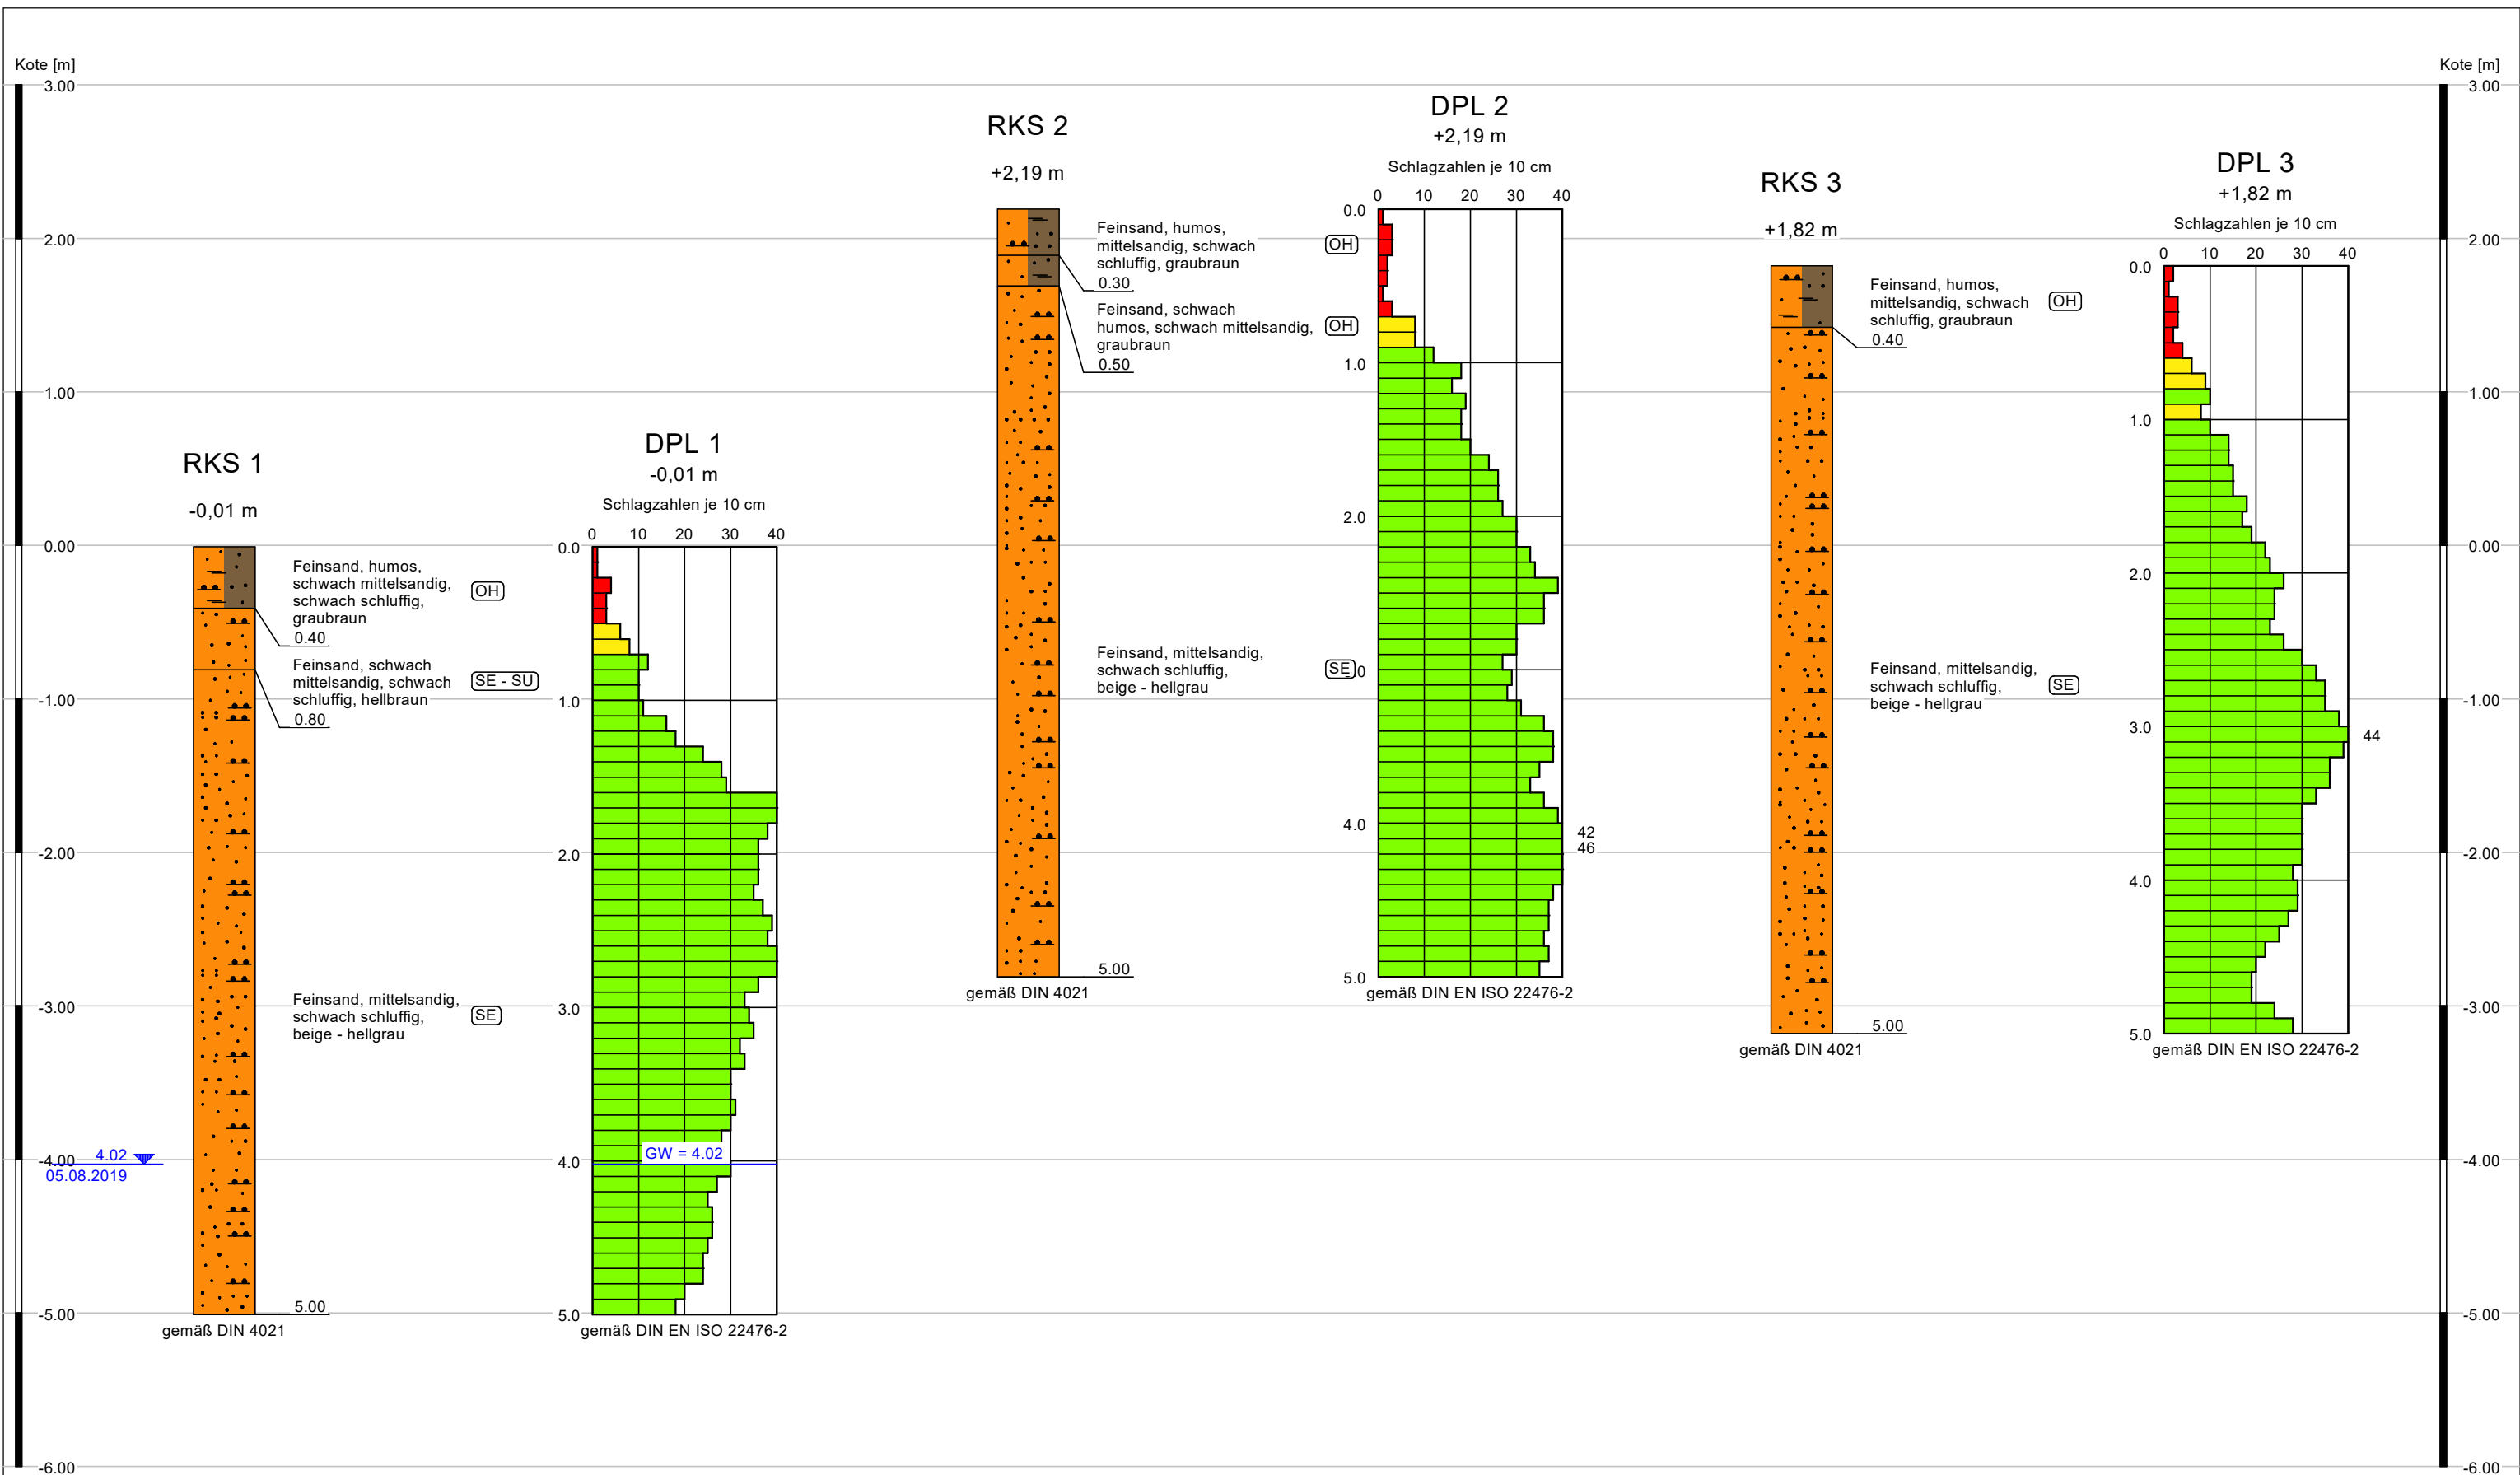 Kote [m]
3.00
2.00
1.00
0.00
-1.00
-2.00
-3.00
-4.00
-5.00
-6.00
RKS 1
-0,01 m
Feinsand, humos,
schwach mittelsandig,
schwach schluffig,
graubraun
0.40
OH
Feinsand, schwach
mittelsandig, schwach
schluffig, hellbraun
0.80
SE - SU
Feinsand, mittelsandig,
schwach schluffig,
beige - hellgrau
SE
5.00
gemäß DIN 4021
4.02
05.08.2019
DPL 1
-0,01 m
Schlagzahlen je 10 cm
0 10 20 30 40
0.0
1.0
2.0
3.0
4.0
5.0
GW = 4.02
gemäß DIN EN ISO 22476-2
RKS 2
+2,19 m
Feinsand, humos,
mittelsandig, schwach
schluffig, graubraun
0.30
OH
Feinsand, schwach
humos, schwach mittelsandig,
graubraun
0.50
OH
Feinsand, mittelsandig,
schwach schluffig,
beige - hellgrau
SE
5.00
gemäß DIN 4021
DPL 2
+2,19 m
Schlagzahlen je 10 cm
0 10 20 30 40
0.0
1.0
2.0
4.0
5.0
42
46
gemäß DIN EN ISO 22476-2
RKS 3
+1,82 m
Feinsand, humos,
mittelsandig, schwach
schluffig, graubraun
0.40
OH
Feinsand, mittelsandig,
schwach schluffig,
beige - hellgrau
SE
5.00
gemäß DIN 4021
DPL 3
+1,82 m
Schlagzahlen je 10 cm
0 10 20 30 40
0.0
1.0
2.0
3.0
4.0
5.0
44
gemäß DIN EN ISO 22476-2
Kote [m]
3.00
2.00
1.00
0.00
-1.00
-2.00
-3.00
-4.00
-5.00
-6.00